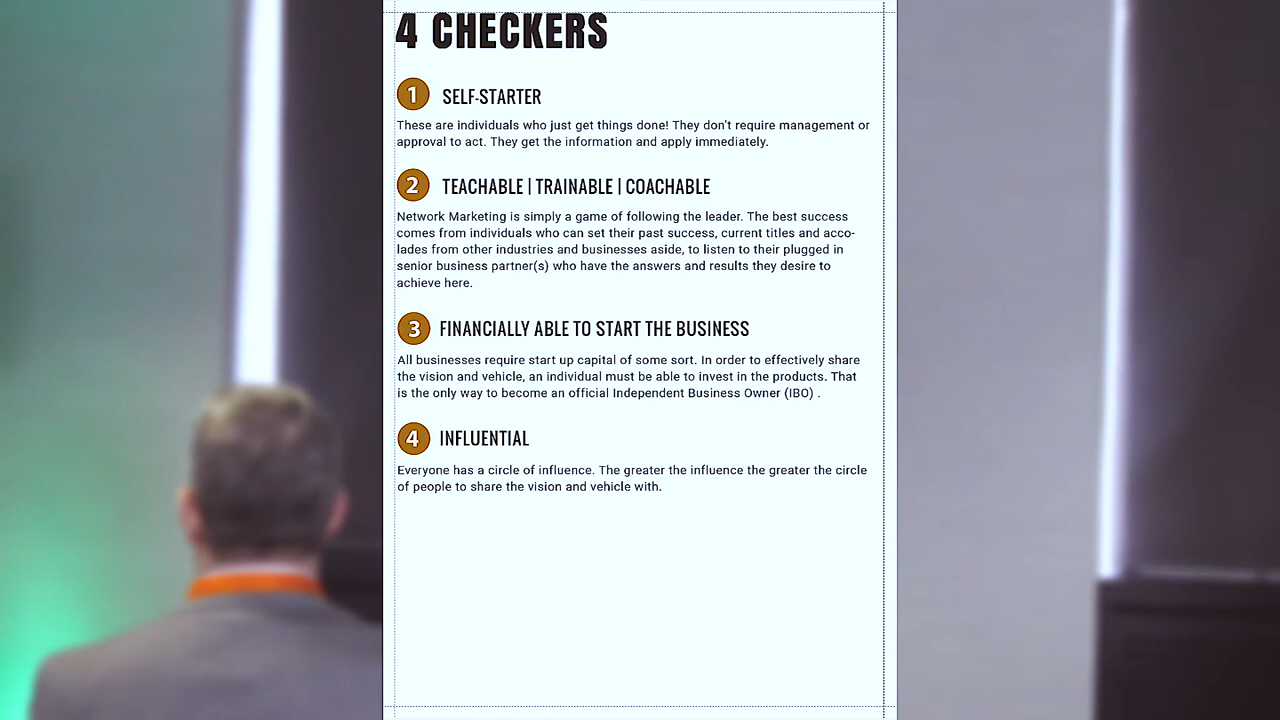 4 CHECKERS
1 SELF-STARTER
These are individuals who just get things done! They don't require management or
approval to act. They get the information and apply immediately.
2 TEACHABLE | TRAINABLE | COACHABLE
Network Marketing is simply a game of following the leader. The best success
comes from individuals who can set their past success, current titles and acco-
lades from other industries and businesses aside, to listen to their plugged in
senior business partner(s) who have the answers and results they desire to
achieve here.
3 FINANCIALLY ABLE TO START THE BUSINESS
All businesses require start up capital of some sort. In order to effectively share
the vision and vehicle, an individual must be able to invest in the products. That
is the only way to become an official Independent Business Owner (IBO) .
4 INFLUENTIAL
Everyone has a circle of influence. The greater the influence the greater the circle
of people to share the vision and vehicle with.